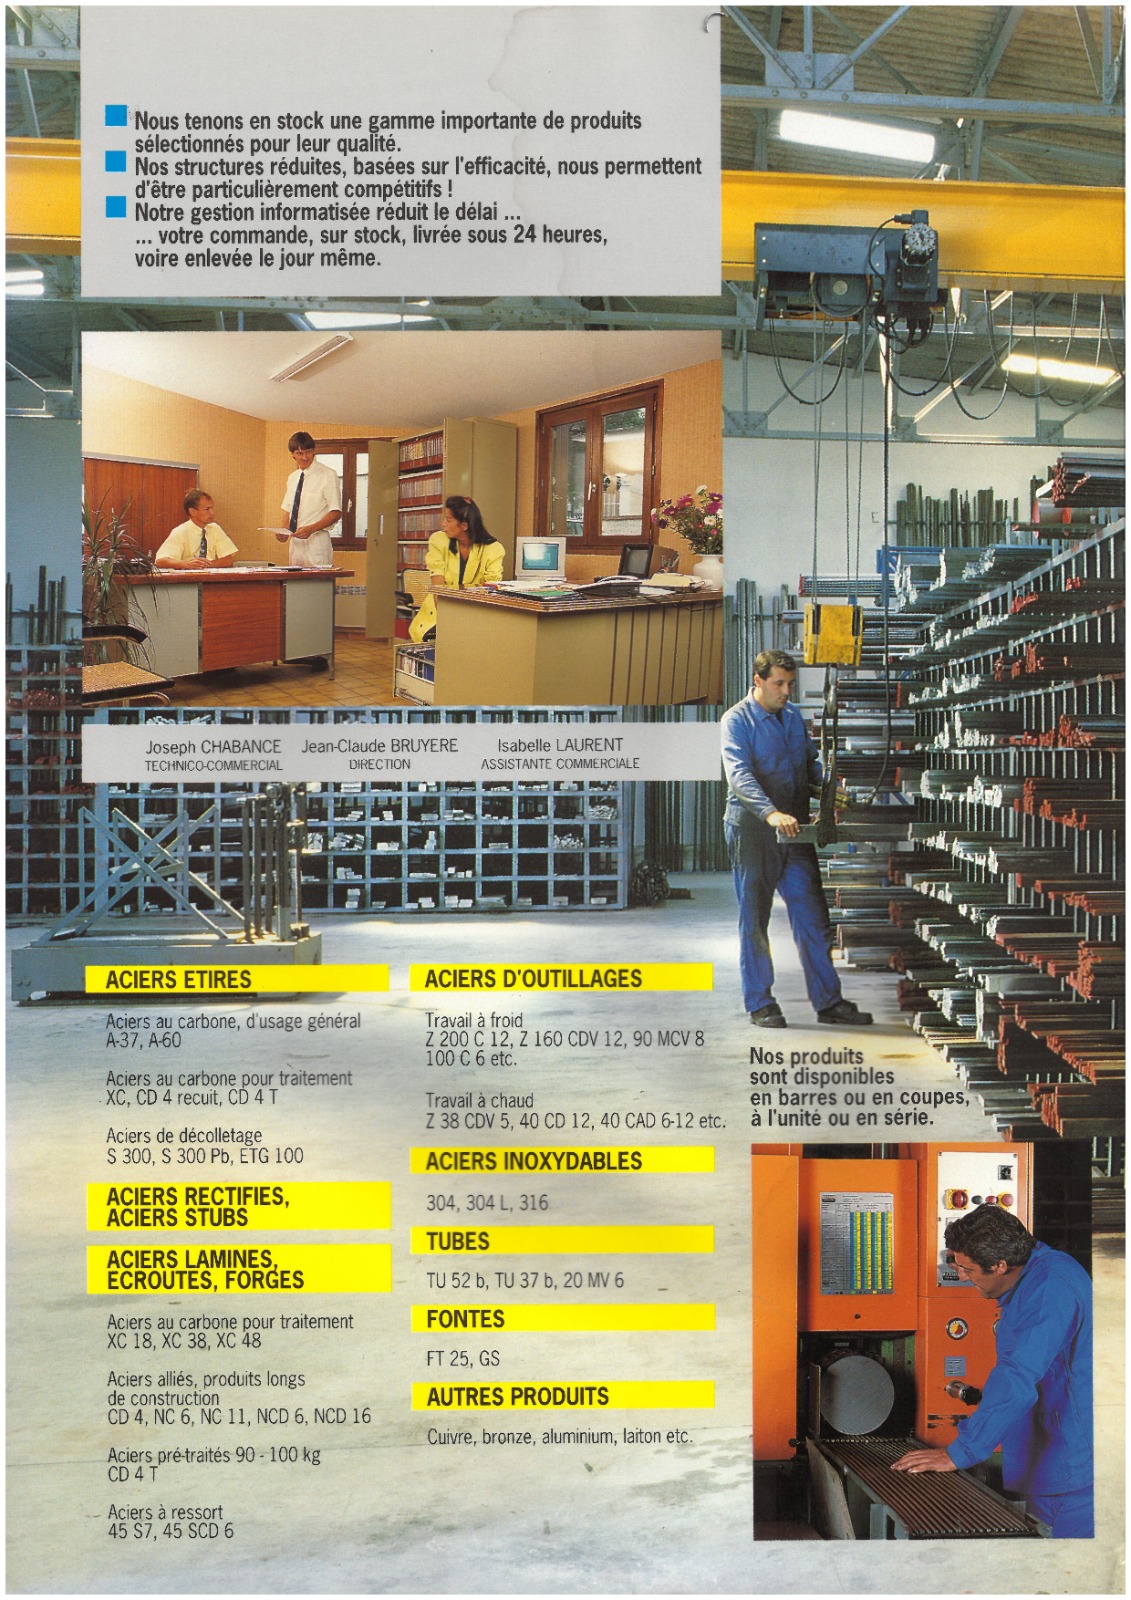 Nous tenons en stock une gamme importante de produits
sélectionnés pour leur qualité.
Nos structures réduites, basées sur l'efficacité, nous permettent
d'être particulièrement compétitifs !
Notre gestion informatisée réduit le délai ...
... votre commande, sur stock, livrée sous 24 heures,
voire enlevée le jour même.
Joseph CHABANCE
TECHNICO-COMMERCIAL
Jean-Claude BRUYERE
DIRECTION
Isabelle LAURENT
ASSISTANTE COMMERCIALE
ACIERS ETIRES
Aciers au carbone, d'usage général
A-37, A-60
Aciers au carbone pour traitement
XC, CD 4 recuit, CD 4 T
Aciers de décolletage
S 300, S 300 Pb, ETG 100
ACIERS RECTIFIES,
ACIERS STUBS
ACIERS LAMINES,
ECROUTES, FORGES
Aciers au carbone pour traitement
XC 18, XC 38, XC 48
Aciers alliés, produits longs
de construction
CD 4, NC 6, NC 11, NCD 6, NCD 16
Aciers pré-traités 90 - 100 kg
CD 4 T
Aciers à ressort
45 S7, 45 SCD 6
ACIERS D'OUTILLAGES
Travail à froid
Z 200 C 12, Z 160 CDV 12, 90 MCV 8
100 C 6 etc.
Travail à chaud
Z 38 CDV 5, 40 CD 12, 40 CAD 6-12 etc.
ACIERS INOXYDABLES
304, 304 L, 316
TUBES
TU 52 b, TU 37 b, 20 MV 6
FONTES
FT 25, GS
AUTRES PRODUITS
Cuivre, bronze, aluminium, laiton etc.
Nos produits
sont disponibles
en barres ou en coupes,
à l'unité ou en série.